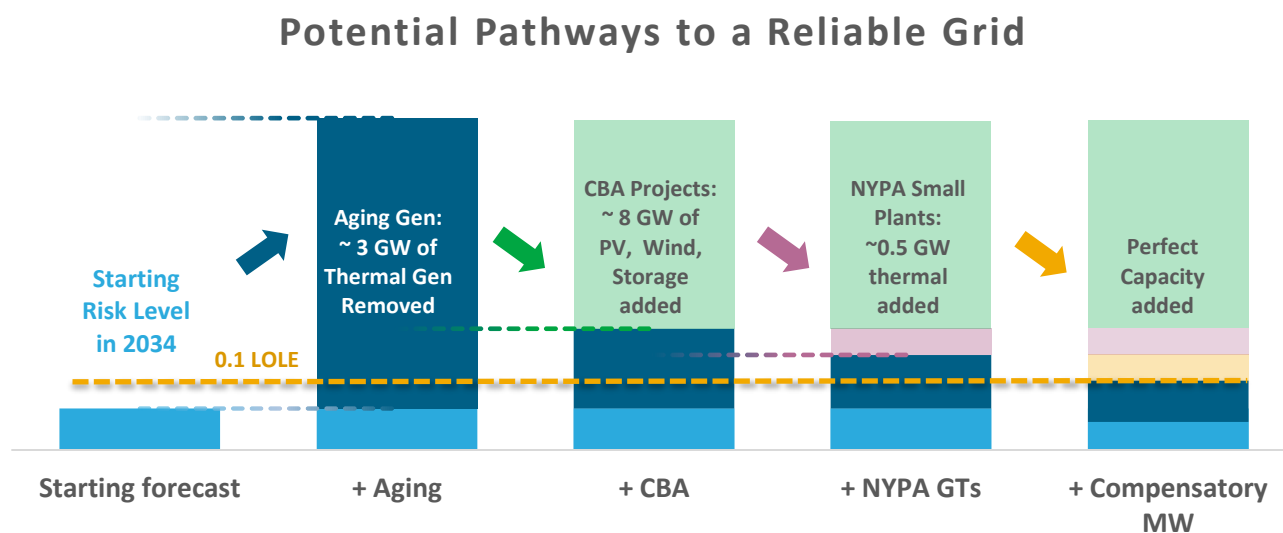 Potential Pathways to a Reliable Grid
Starting
Risk Level
in 2034
0.1 LOLE
Aging Gen:
~ 3 GW of
Thermal Gen
Removed
CBA Projects:
~ 8 GW of
PV, Wind,
Storage
added
NYPA Small
Plants:
~0.5 GW
thermal
added
Perfect
Capacity
added
Starting forecast
+ Aging
+ CBA
+ NYPA GTs
+ Compensatory
MW